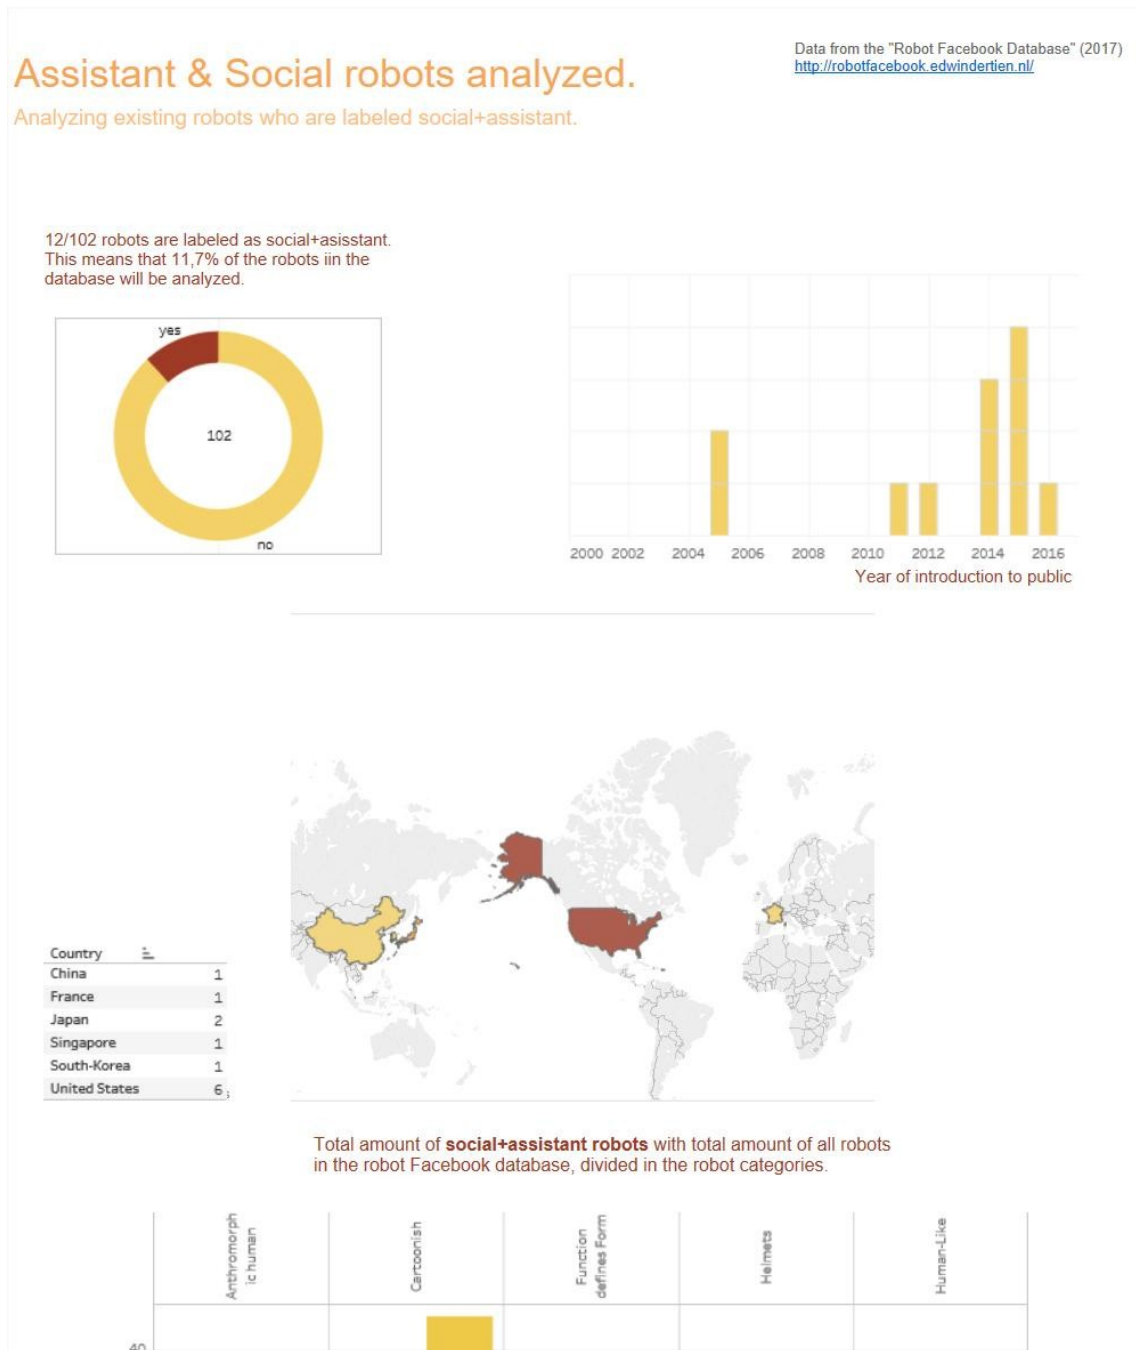 Assistant & Social robots analyzed.
Analyzing existing robots who are labeled social+assistant.
Data from the "Robot Facebook Database" (2017)
http://robotfacebook.edwindertien.nl/
12/102 robots are labeled as social+asisstant.
This means that 11,7% of the robots iin the
database will be analyzed.
yes
102
no
2000 2002 2004 2006 2008 2010 2012 2014 2016
Year of introduction to public
Country
China 1
France 1
Japan 2
Singapore 1
South-Korea 1
United States 6
Total amount of social+assistant robots with total amount of all robots
in the robot Facebook database, divided in the robot categories.
Anthromorph
ic human
Cartoonish
Function
defines Form
Helmets
Human-Like
40